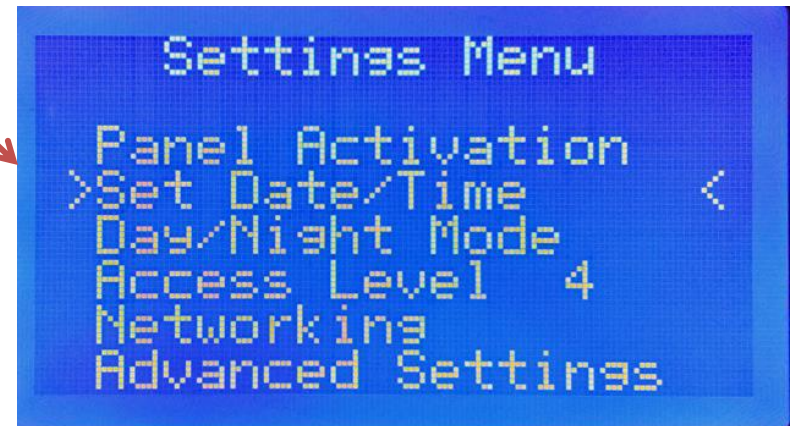 Settings Menu
Panel Activation
>Set Date/Time <
Day/Night Mode
Access Level 4
Networking
Advanced Settings